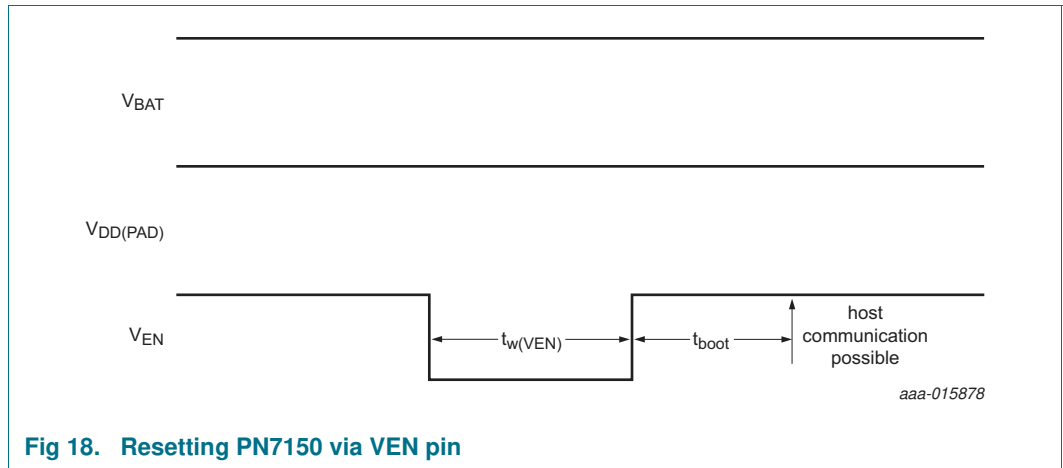 VBAT
VDD(PAD)
VEN
tw(VEN)
tboot
host
communication
possible
aaa-015878
Fig 18. Resetting PN7150 via VEN pin